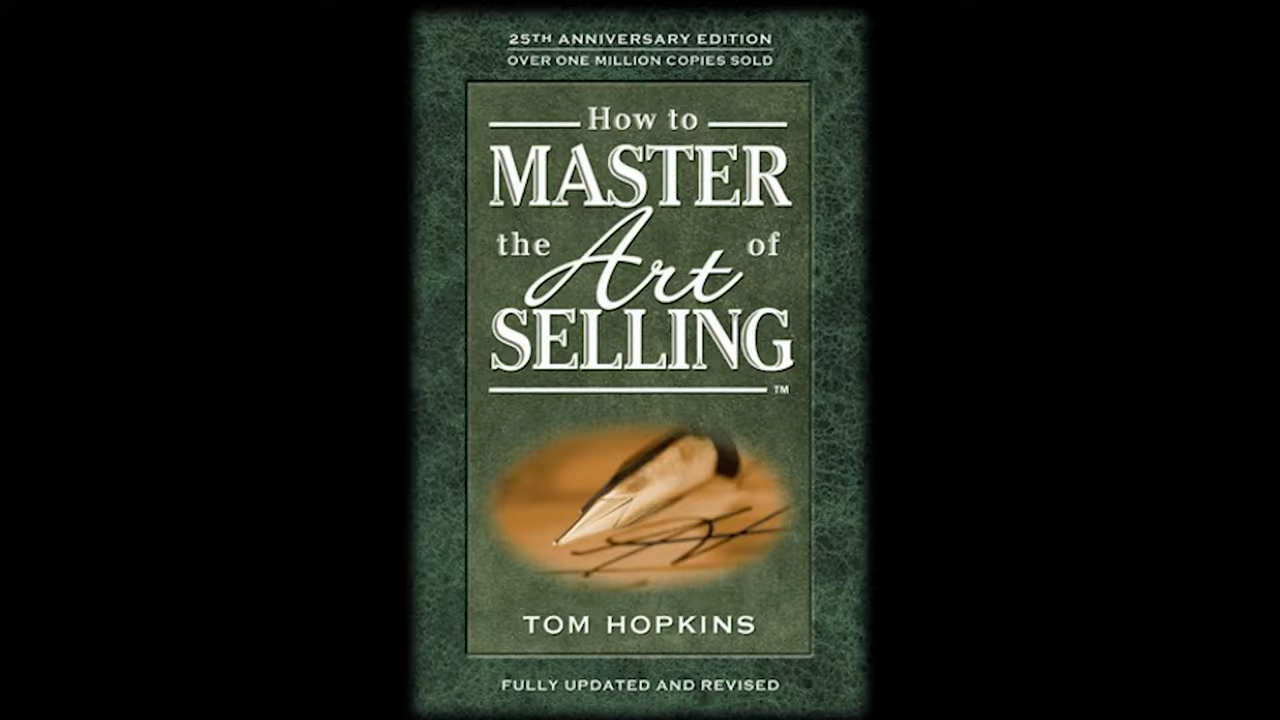 25TH ANNIVERSARY EDITION
OVER ONE MILLION COPIES SOLD
How to
MASTER
the Art of
SELLING
TM
TOM HOPKINS
FULLY UPDATED AND REVISED